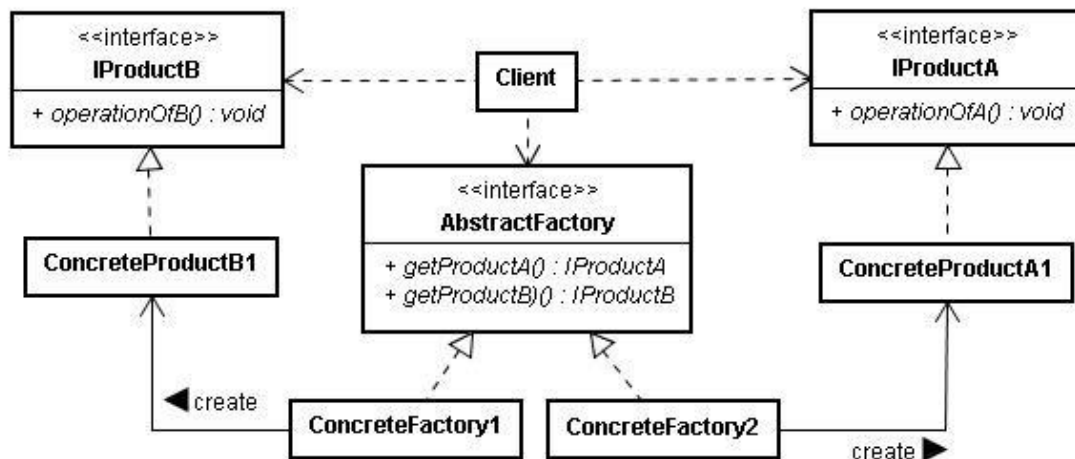 <<interface>>
IProductB
+ operationOfB() : void
Client
<<interface>>
IProductA
+ operationOfA() : void
<<interface>>
AbstractFactory
+ getProductA() : IProductA
+ getProductB)() : IProductB
ConcreteProductB1
ConcreteProductA1
create
ConcreteFactory1
ConcreteFactory2
create